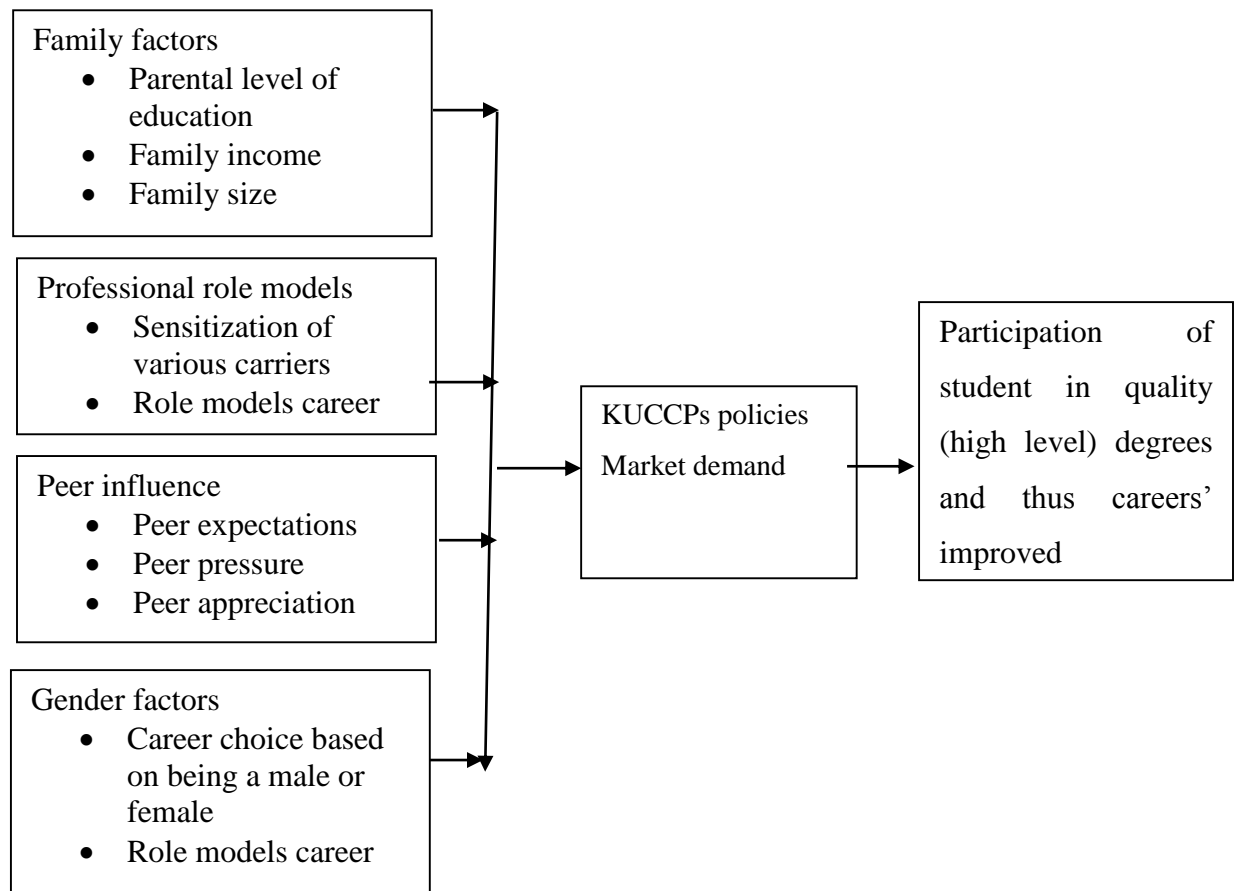 Family factors
• Parental level of
education
• Family income
• Family size
Professional role models
• Sensitization of
various carriers
• Role models career
Peer influence
• Peer expectations
• Peer pressure
• Peer appreciation
Gender factors
• Career choice based
on being a male or
female
• Role models career
KUCCPs policies
Market demand
Participation of
student in quality
(high level) degrees
and thus careers’
improved